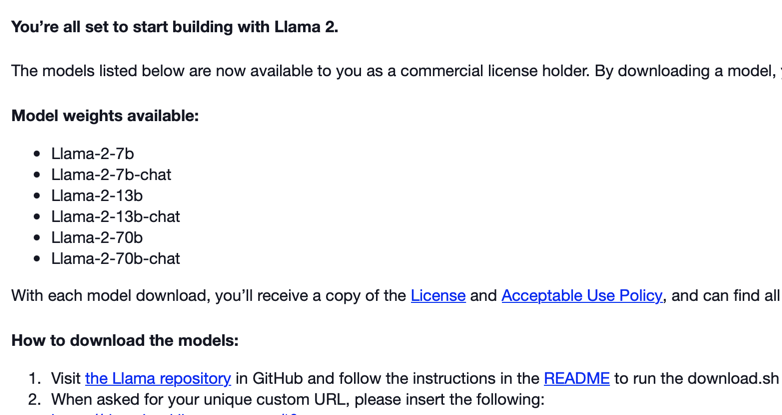 You’re all set to start building with Llama 2.
The models listed below are now available to you as a commercial license holder. By downloading a model,
Model weights available:
• Llama-2-7b
• Llama-2-7b-chat
• Llama-2-13b
• Llama-2-13b-chat
• Llama-2-70b
• Llama-2-70b-chat
With each model download, you’ll receive a copy of the License and Acceptable Use Policy, and can find all
How to download the models:
1. Visit the Llama repository in GitHub and follow the instructions in the README to run the download.sh
2. When asked for your unique custom URL, please insert the following: